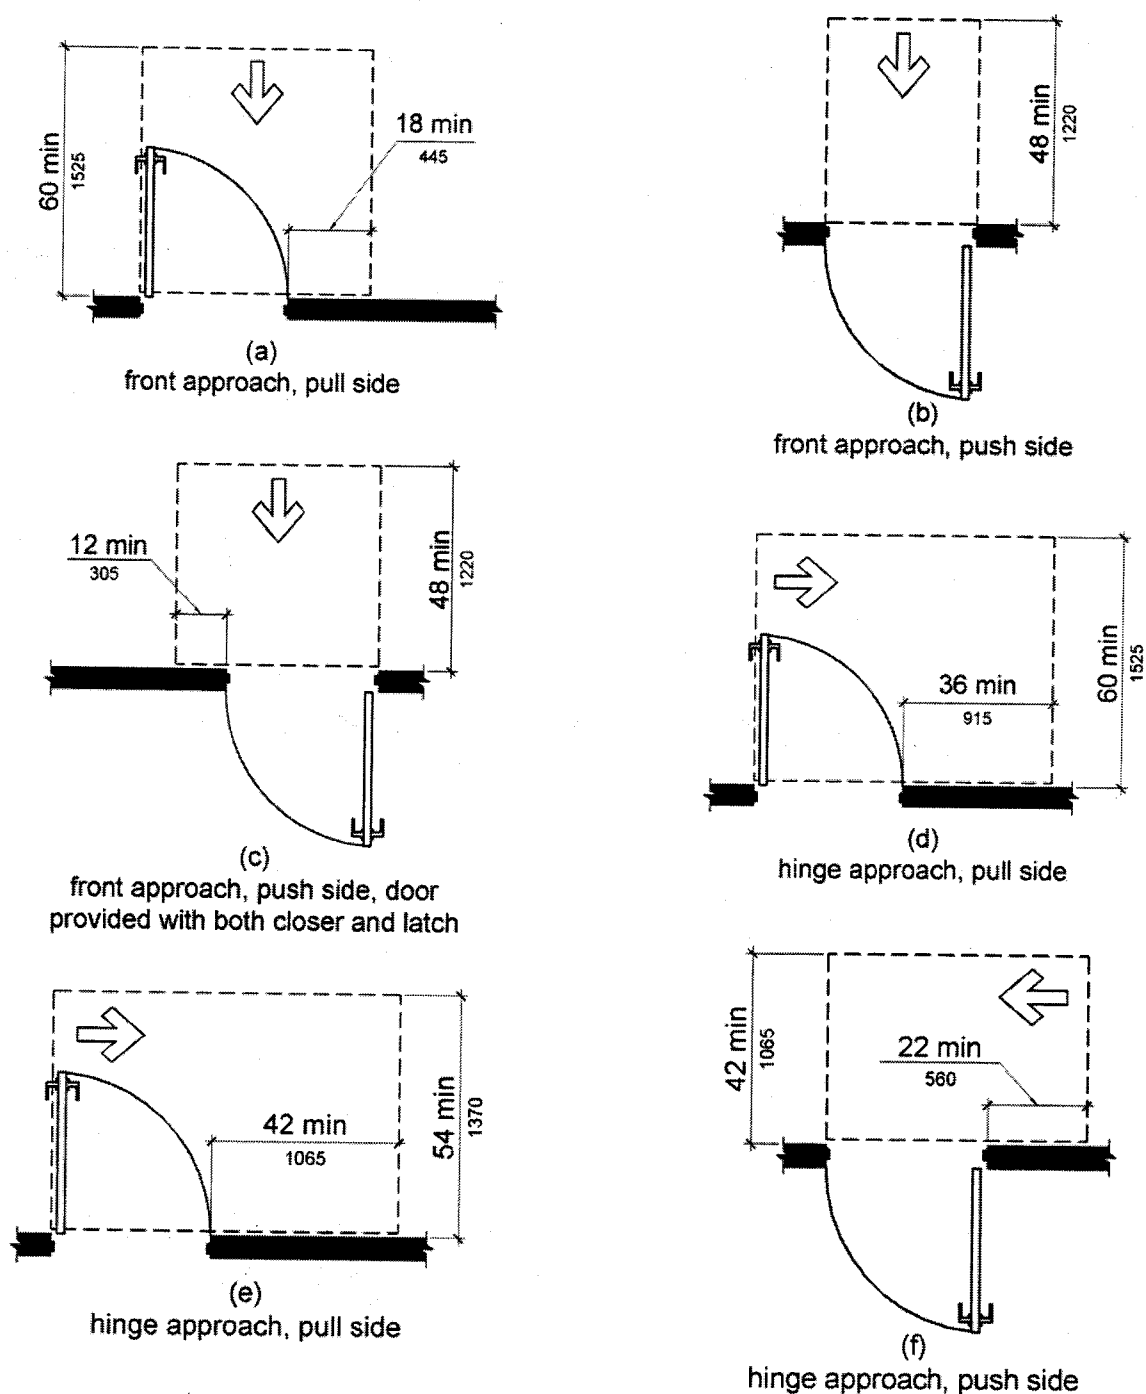 60 min
1525
18 min
445
(a)
front approach, pull side
48 min
1220
(b)
front approach, push side
12 min
305
48 min
1220
(c)
front approach, push side, door
provided with both closer and latch
36 min
915
60 min
1525
(d)
hinge approach, pull side
42 min
1065
54 min
1370
(e)
hinge approach, pull side
42 min
1065
22 min
560
(f)
hinge approach, push side